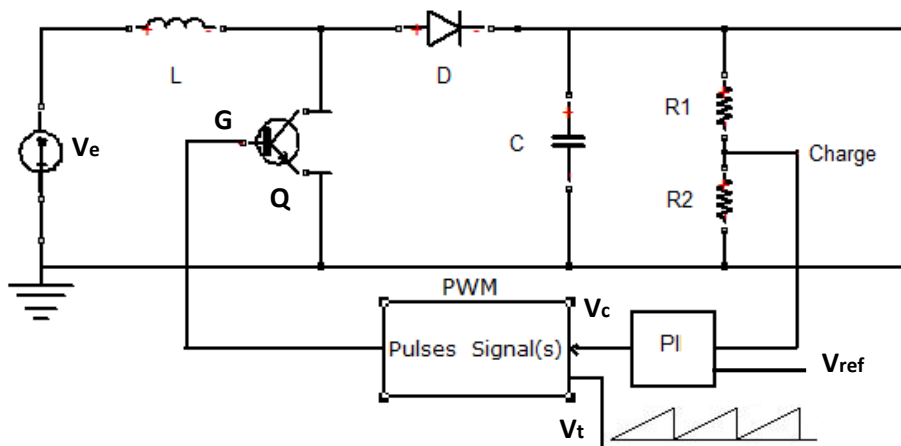 L
D
G
Ve
Q
C
R1
Charge
R2
PWM
Vc
Pulses Signal(s)
PI
Vref
Vt